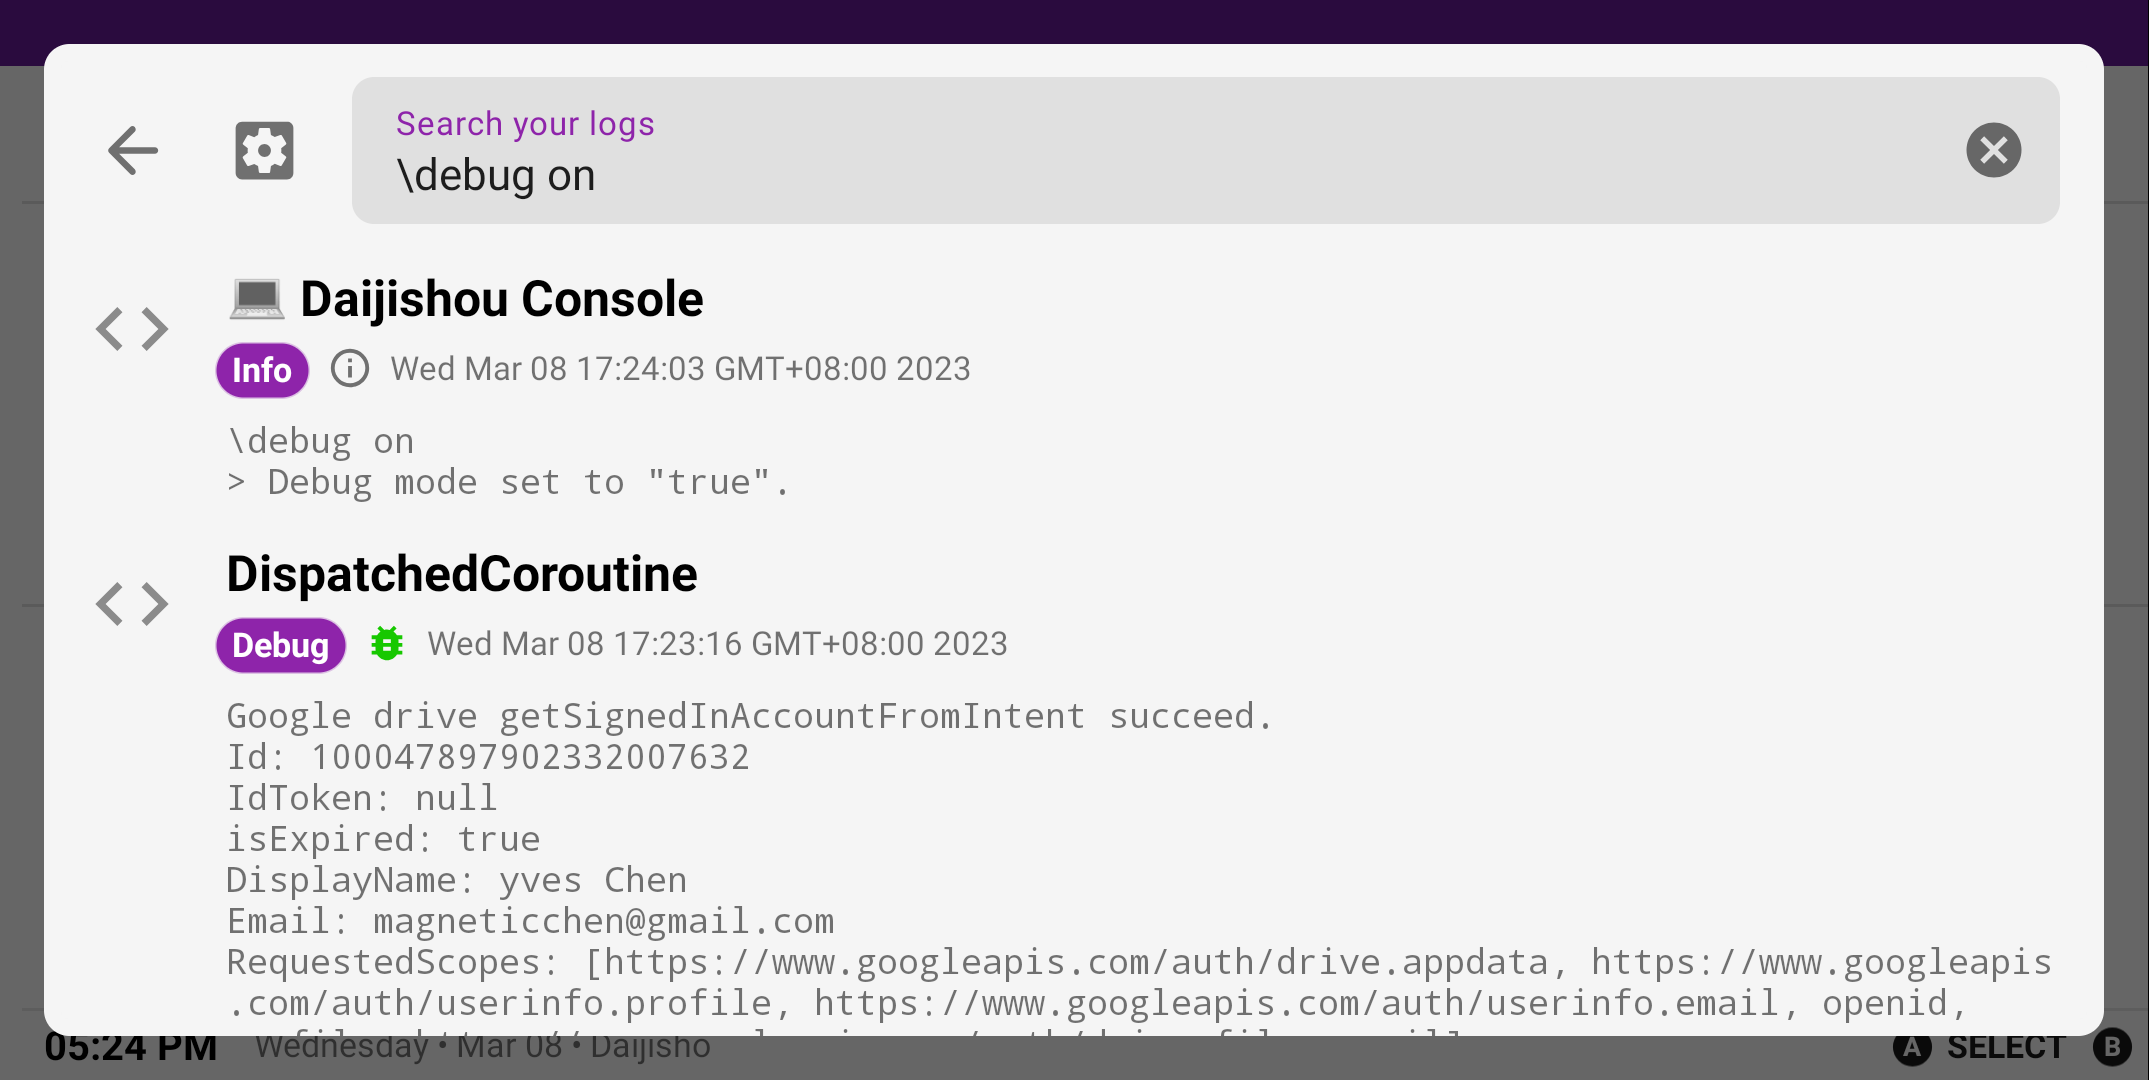 Search your logs
\debug on
Daijishou Console
Info Wed Mar 08 17:24:03 GMT+08:00 2023
\debug on
> Debug mode set to "true".
DispatchedCoroutine
Debug Wed Mar 08 17:23:16 GMT+08:00 2023
Google drive getSignedInAccountFromIntent succeed.
Id: 100047897902332007632
IdToken: null
isExpired: true
DisplayName: yves Chen
Email: magneticchen@gmail.com
RequestedScopes: [https://www.googleapis.com/auth/drive.appdata, https://www.googleapis
.com/auth/userinfo.profile, https://www.googleapis.com/auth/userinfo.email, openid,
05:24 PM Wednesday • Mar 08 • Daijisho A SELECT B